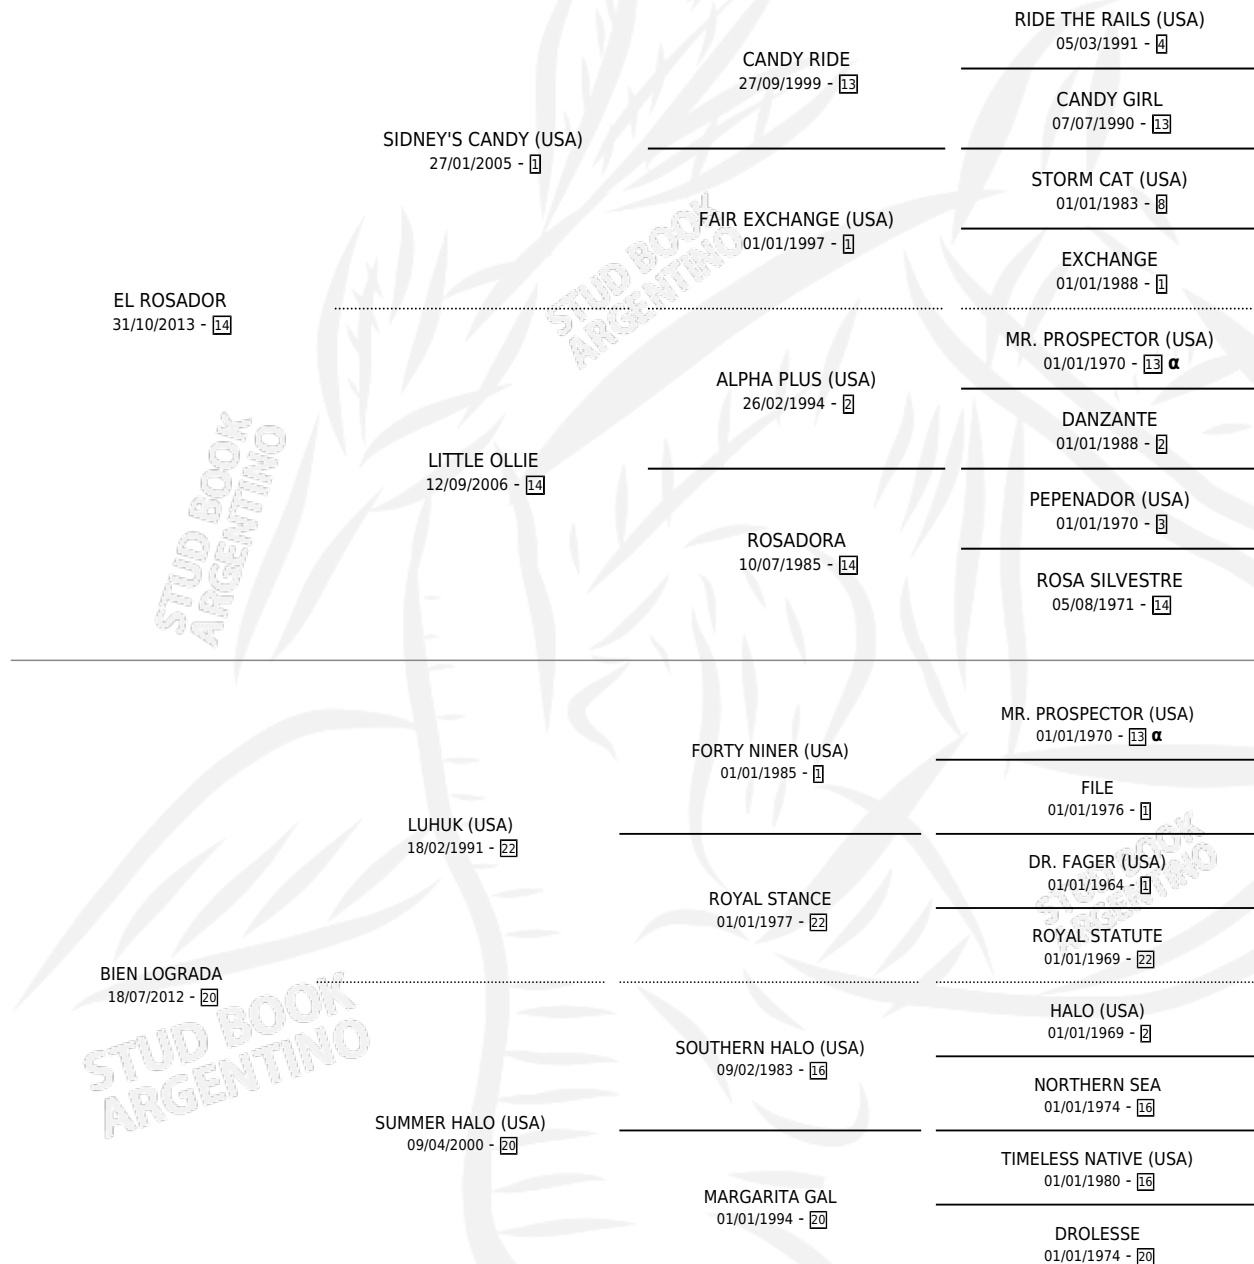 RIDE THE RAILS (USA)
05/03/1991 - 4
CANDY RIDE
27/09/1999 - 13
CANDY GIRL
07/07/1990 - 13
SIDNEY'S CANDY (USA)
27/01/2005 - 1
STORM CAT (USA)
01/01/1983 - 8
FAIR EXCHANGE (USA)
01/01/1997 - 1
EXCHANGE
01/01/1988 - 1
STUD BOOK
ARGENTINO
EL ROSADOR
31/10/2013 - 14
MR. PROSPECTOR (USA)
01/01/1970 - 13 α
ALPHA PLUS (USA)
26/02/1994 - 2
DANZANTE
01/01/1988 - 2
LITTLE OLLIE
12/09/2006 - 14
PEPENADOR (USA)
01/01/1970 - 3
ROSADORA
10/07/1985 - 14
ROSA SILVESTRE
05/08/1971 - 14
STUD BOOK
ARGENTINO
MR. PROSPECTOR (USA)
01/01/1970 - 13 α
FORTY NINER (USA)
01/01/1985 - 1
FILE
01/01/1976 - 1
LUHUK (USA)
18/02/1991 - 22
DR. FAGER (USA)
01/01/1964 - 1
ROYAL STANCE
01/01/1977 - 22
ROYAL STATUTE
01/01/1969 - 22
STUD BOOK
ARGENTINO
BIEN LOGRADA
18/07/2012 - 20
HALO (USA)
01/01/1969 - 2
SOUTHERN HALO (USA)
09/02/1983 - 16
NORTHERN SEA
01/01/1974 - 16
STUD BOOK
ARGENTINO
SUMMER HALO (USA)
09/04/2000 - 20
TIMELESS NATIVE (USA)
01/01/1980 - 16
MARGARITA GAL
01/01/1994 - 20
DROLESSE
01/01/1974 - 20